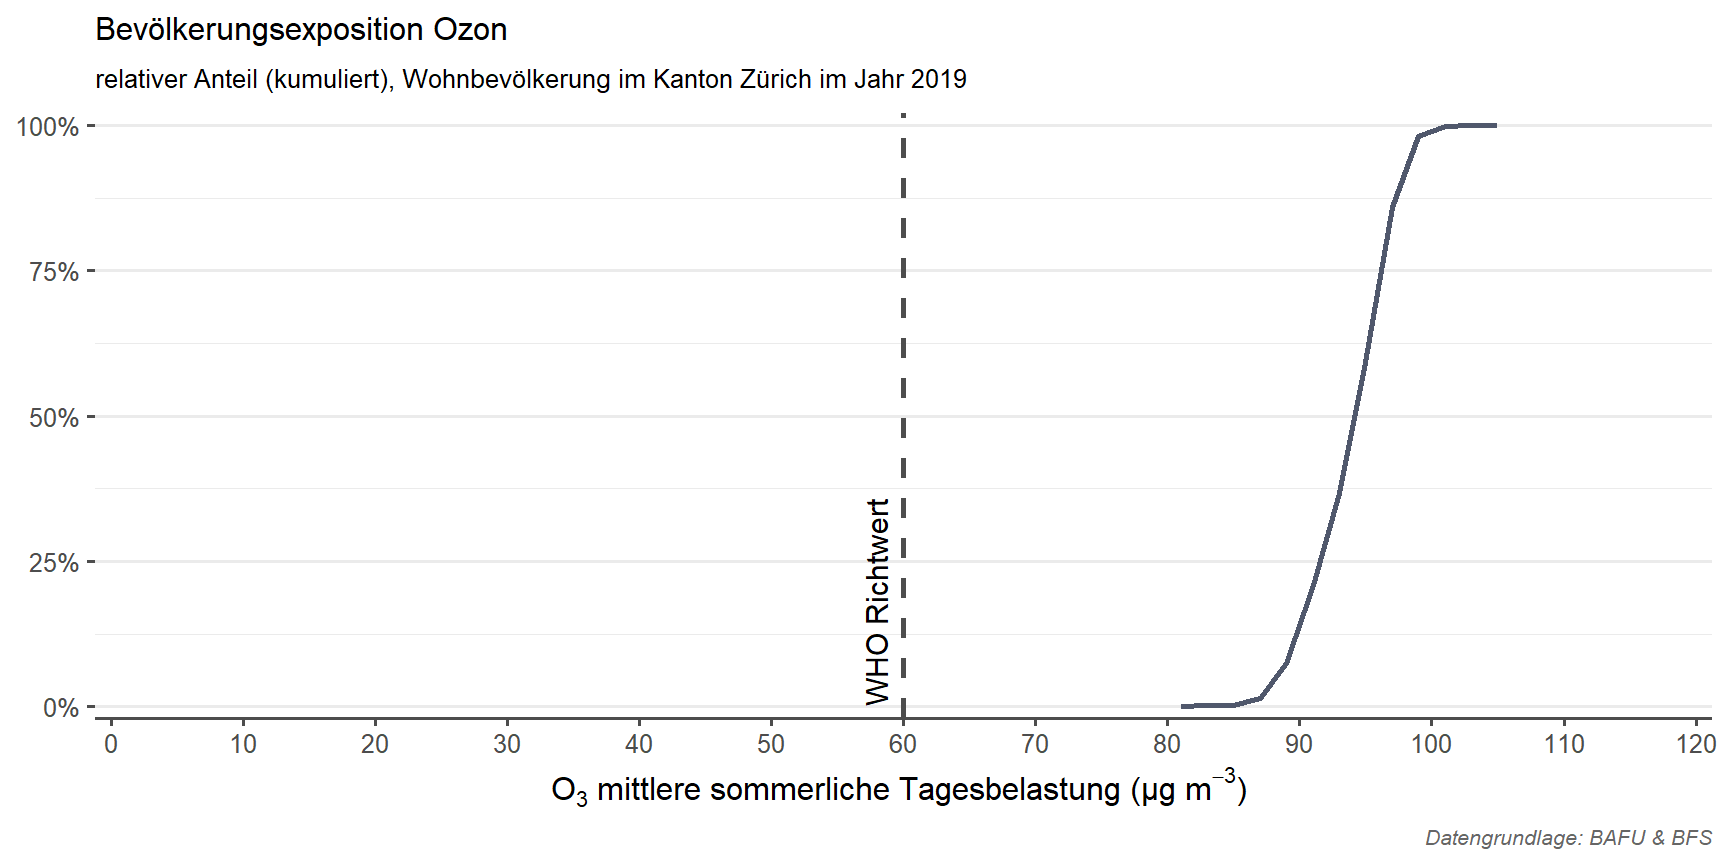 Bevölkerungsexposition Ozon
relativer Anteil (kumuliert), Wohnbevölkerung im Kanton Zürich im Jahr 2019
100%
75%
50%
25%
0%
WHO Richtwert
0 10 20 30 40 50 60 70 80 90 100 110 120
O₃ mittlere sommerliche Tagesbelastung (µg m⁻³)
Datengrundlage: BAFU & BFS